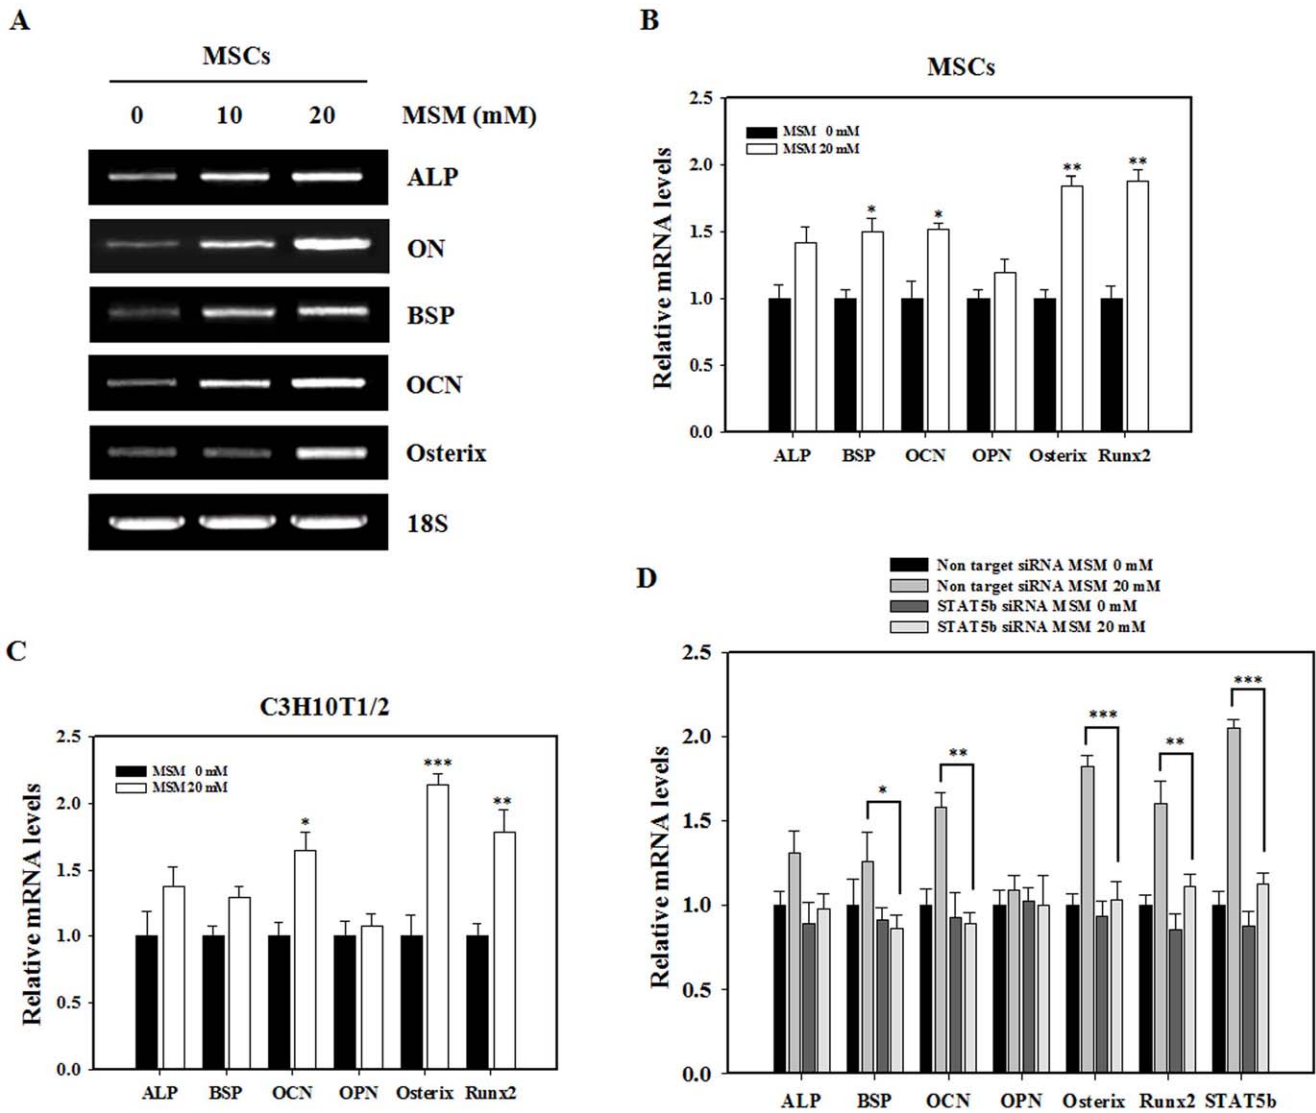 A
MSCs
0 10 20 MSM (mM)
ALP
ON
BSP
OCN
Osterix
18S
B
MSCs
MSM 0 mM
MSM 20 mM
Relative mRNA levels
2.5
2.0
1.5
1.0
0.5
0.0
* * ** **
ALP BSP OCN OPN Osterix Runx2
C
C3H10T1/2
MSM 0 mM
MSM 20 mM
Relative mRNA levels
2.5
2.0
1.5
1.0
0.5
0.0
* *** **
ALP BSP OCN OPN Osterix Runx2
D
Non target siRNA MSM 0 mM
Non target siRNA MSM 20 mM
STAT5b siRNA MSM 0 mM
STAT5b siRNA MSM 20 mM
Relative mRNA levels
2.5
2.0
1.5
1.0
0.5
0.0
* ** *** ** ***
ALP BSP OCN OPN Osterix Runx2 STAT5b